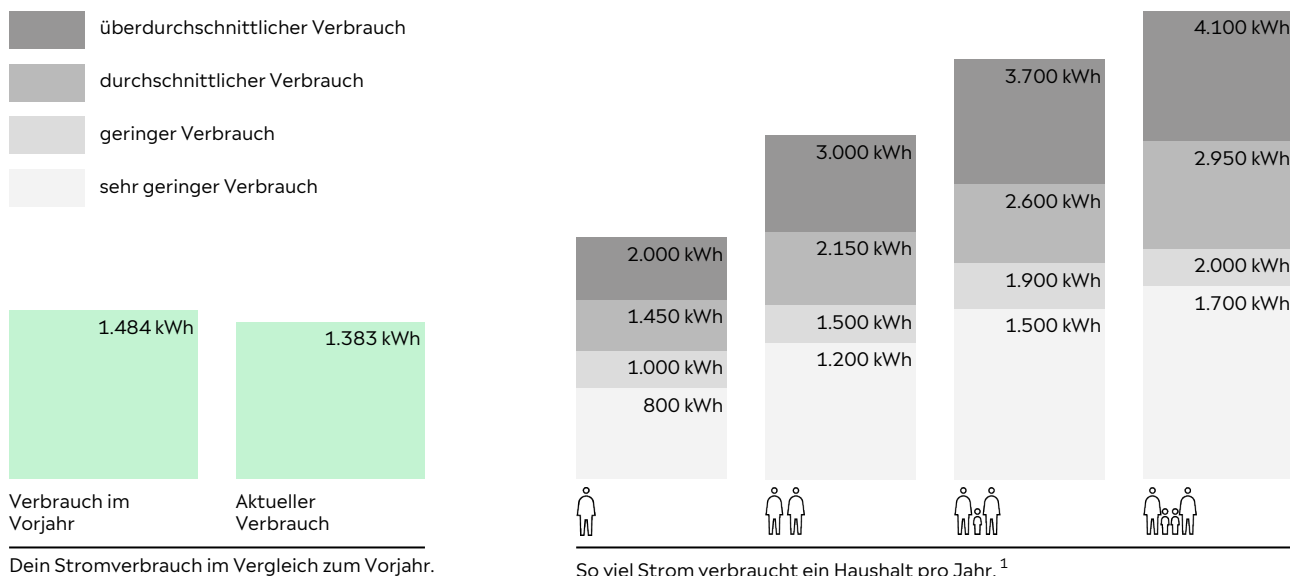 überdurchschnittlicher Verbrauch
durchschnittlicher Verbrauch
geringer Verbrauch
sehr geringer Verbrauch
1.484 kWh
1.383 kWh
Verbrauch im
Vorjahr
Aktueller
Verbrauch
Dein Stromverbrauch im Vergleich zum Vorjahr.
2.000 kWh
1.450 kWh
1.000 kWh
800 kWh
3.000 kWh
2.150 kWh
1.500 kWh
1.200 kWh
3.700 kWh
2.600 kWh
1.900 kWh
1.500 kWh
4.100 kWh
2.950 kWh
2.000 kWh
1.700 kWh
So viel Strom verbraucht ein Haushalt pro Jahr. 1